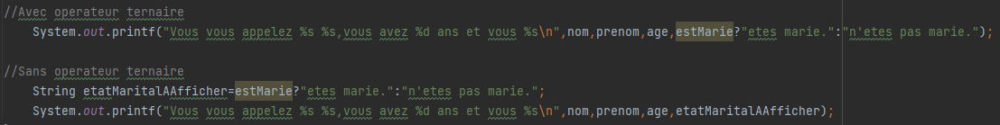 //Avec operateur ternaire
System.out.printf("Vous vous appelez %s %s,vous avez %d ans et vous %s\n",nom,prenom,age,estMarie?"etes marie.":"n'etes pas marie.");
//Sans operateur ternaire
String etatMaritalAAfficher=estMarie?"etes marie.":"n'etes pas marie.";
System.out.printf("Vous vous appelez %s %s,vous avez %d ans et vous %s\n",nom,prenom,age,etatMaritalAAfficher);